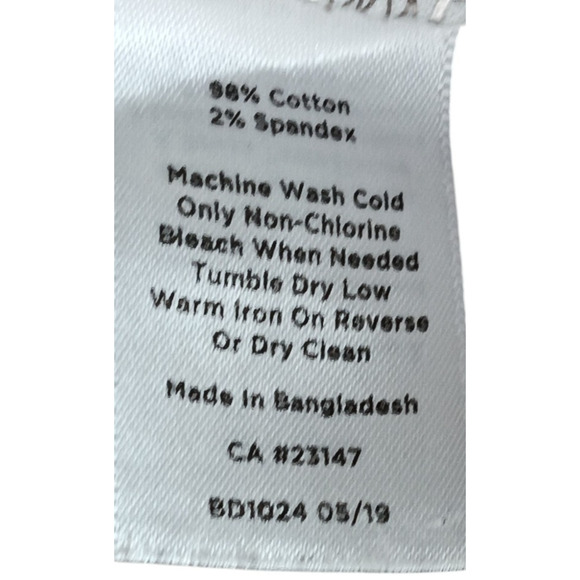 98% Cotton
2% Spandex
Machine Wash Cold
Only Non-Chlorine
Bleach When Needed
Tumble Dry Low
Warm Iron On Reverse
Or Dry Clean
Made In Bangladesh
CA #23147
BD1024 05/19